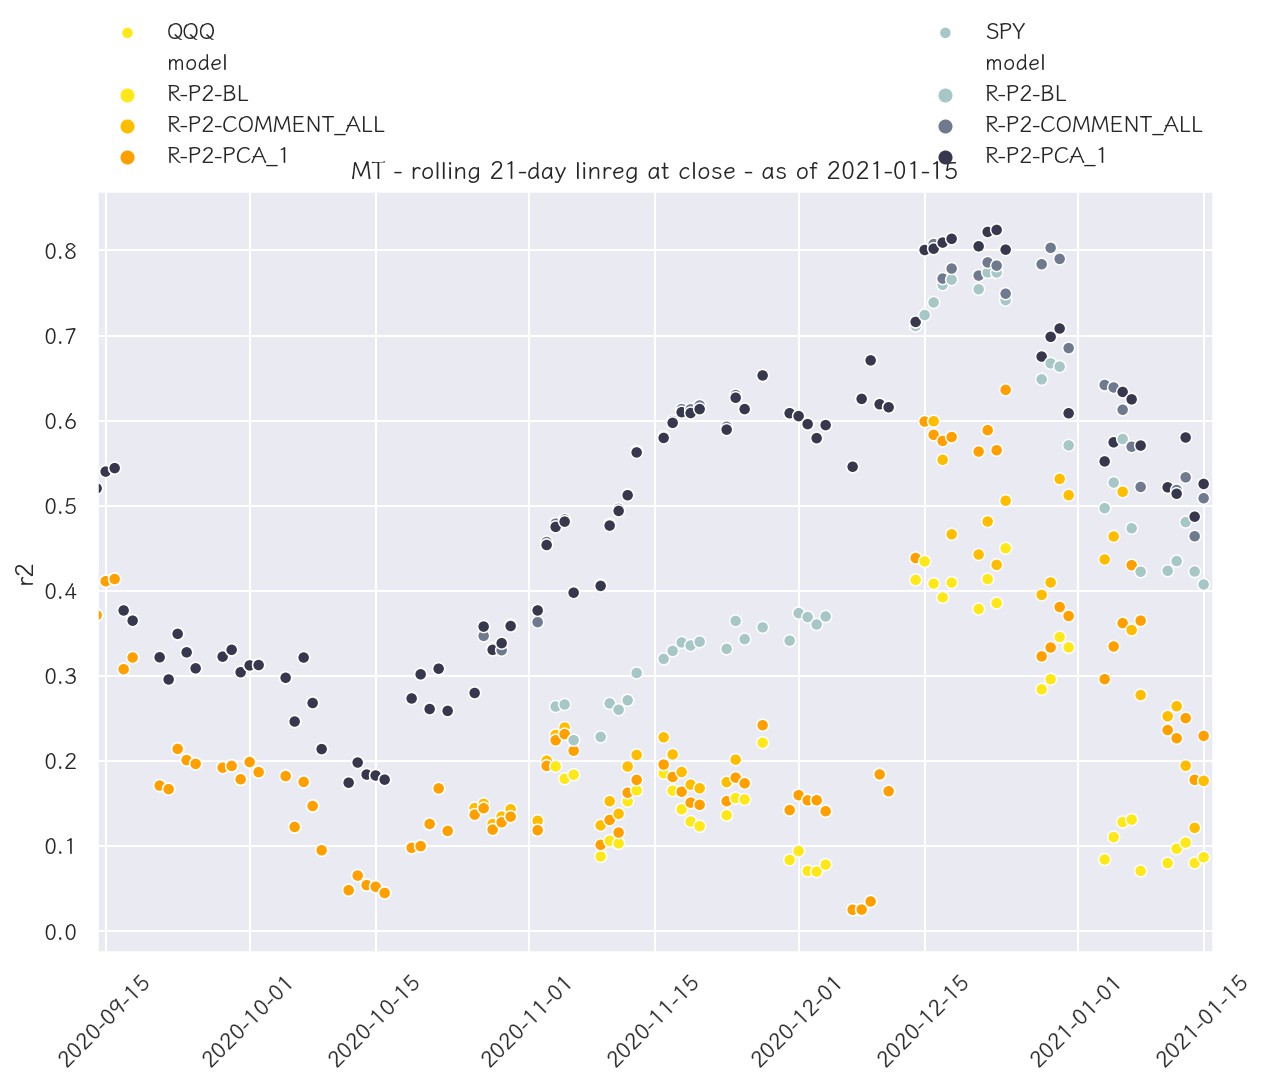 QQQ
model
R-P2-BL
R-P2-COMMENT_ALL
R-P2-PCA_1
SPY
model
R-P2-BL
R-P2-COMMENT_ALL
R-P2-PCA_1
MT - rolling 21-day linreg at close - as of 2021-01-15
r2
0.8
0.7
0.6
0.5
0.4
0.3
0.2
0.1
0.0
2020-09-15
2020-10-01
2020-10-15
2020-11-01
2020-11-15
2020-12-01
2020-12-15
2021-01-01
2021-01-15